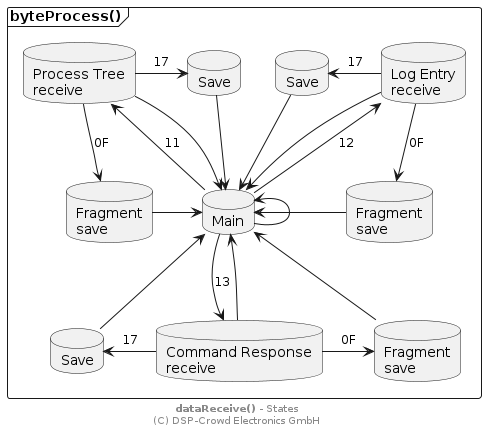 byteProcess()
17
17
Process Tree
receive
Save
Save
Log Entry
receive
0F
11
12
0F
Fragment
save
Main
Fragment
save
13
Save
17
Command Response
receive
0F
Fragment
save
dataReceive() - States
(C) DSP-Crowd Electronics GmbH